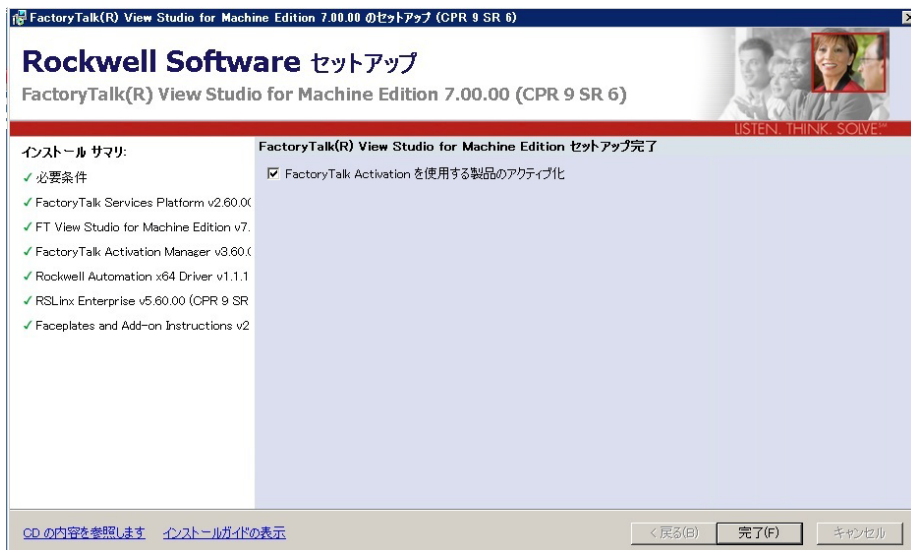 FactoryTalk(R) View Studio for Machine Edition 7.00.00 のセットアップ (CPR 9 SR 6)
Rockwell Software セットアップ
FactoryTalk(R) View Studio for Machine Edition 7.00.00 (CPR 9 SR 6)
LISTEN. THINK. SOLVE.℠
インストール サマリ:
✓ 必要条件
✓ FactoryTalk Services Platform v2.60.0(
✓ FT View Studio for Machine Edition v7.
✓ FactoryTalk Activation Manager v3.60.(
✓ Rockwell Automation x64 Driver v1.1.1
✓ RSLinx Enterprise v5.60.00 (CPR 9 SR
✓ Faceplates and Add-on Instructions v2
FactoryTalk(R) View Studio for Machine Edition セットアップ完了
FactoryTalk Activation を使用する製品のアクティブ化
CD の内容を参照します インストールガイドの表示
< 戻る(B) 完了(F) キャンセル